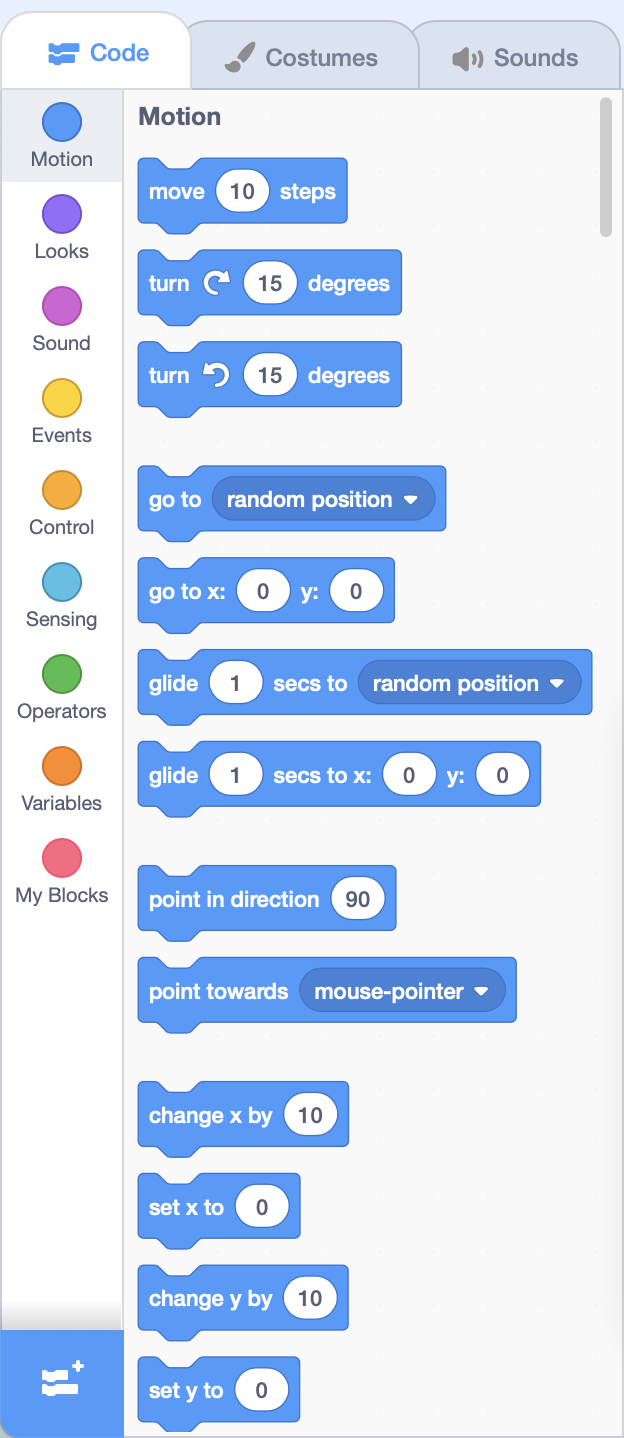 Code
Costumes
Sounds
Motion
Looks
Sound
Events
Control
Sensing
Operators
Variables
My Blocks
Motion
move 10 steps
turn 15 degrees
turn 15 degrees
go to random position
go to x: 0 y: 0
glide 1 secs to random position
glide 1 secs to x: 0 y: 0
point in direction 90
point towards mouse-pointer
change x by 10
set x to 0
change y by 10
set y to 0